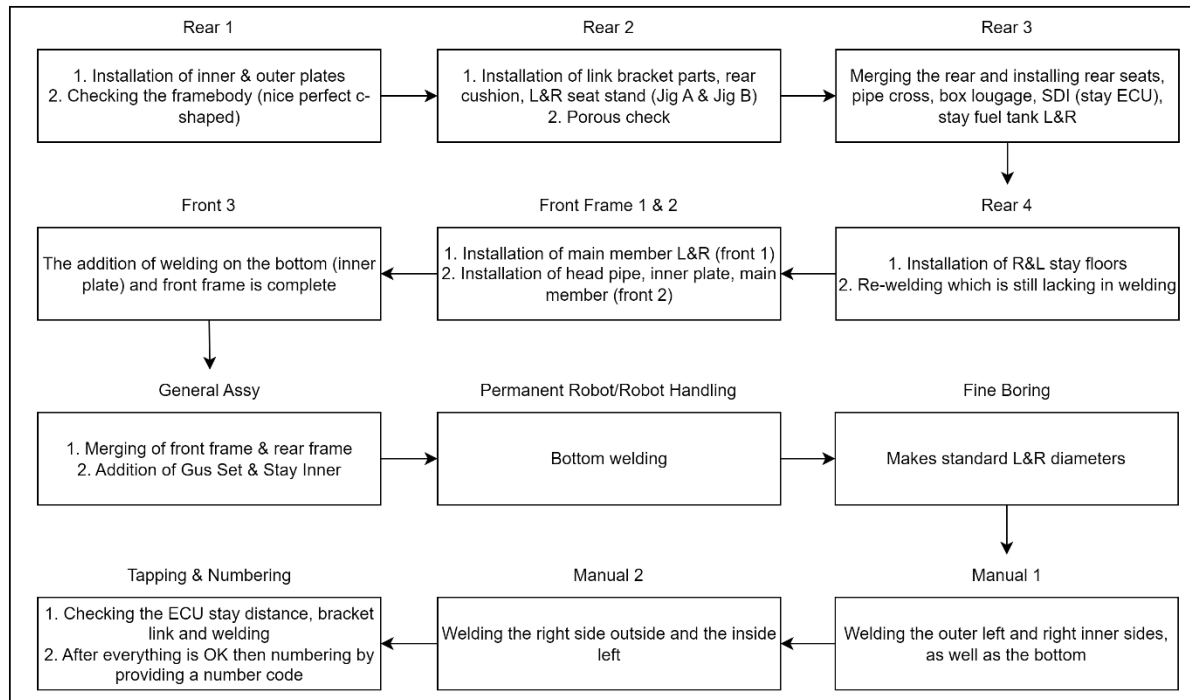 Rear 1
1. Installation of inner & outer plates
2. Checking the framebody (nice perfect c-
shaped)
Rear 2
1. Installation of link bracket parts, rear
cushion, L&R seat stand (Jig A & Jig B)
2. Porous check
Rear 3
Merging the rear and installing rear seats,
pipe cross, box lougage, SDI (stay ECU),
stay fuel tank L&R
Rear 4
1. Installation of R&L stay floors
2. Re-welding which is still lacking in welding
Front Frame 1 & 2
1. Installation of main member L&R (front 1)
2. Installation of head pipe, inner plate, main
member (front 2)
Front 3
The addition of welding on the bottom (inner
plate) and front frame is complete
General Assy
1. Merging of front frame & rear frame
2. Addition of Gus Set & Stay Inner
Permanent Robot/Robot Handling
Bottom welding
Fine Boring
Makes standard L&R diameters
Manual 1
Welding the outer left and right inner sides,
as well as the bottom
Manual 2
Welding the right side outside and the inside
left
Tapping & Numbering
1. Checking the ECU stay distance, bracket
link and welding
2. After everything is OK then numbering by
providing a number code